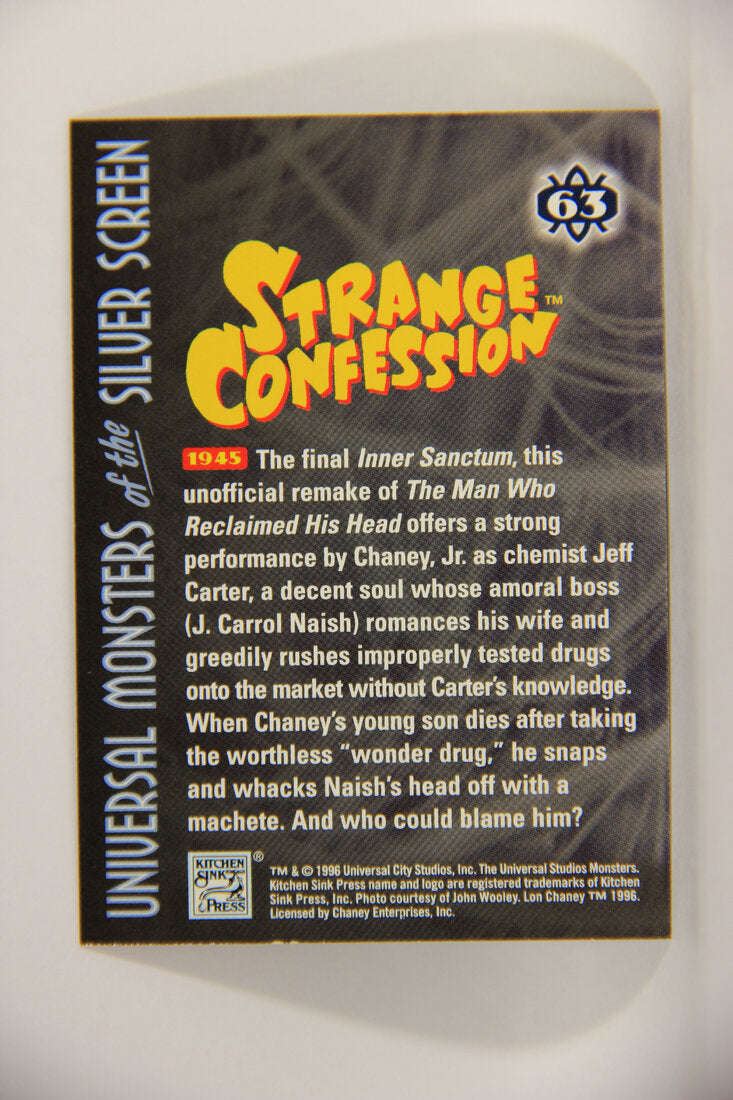 UNIVERSAL MONSTERS of the SILVER SCREEN
63
STRANGE
CONFESSION™
1945 The final Inner Sanctum, this
unofficial remake of The Man Who
Reclaimed His Head offers a strong
performance by Chaney, Jr. as chemist Jeff
Carter, a decent soul whose amoral boss
(J. Carrol Naish) romances his wife and
greedily rushes improperly tested drugs
onto the market without Carter's knowledge.
When Chaney's young son dies after taking
the worthless "wonder drug," he snaps
and whacks Naish's head off with a
machete. And who could blame him?
KITCHEN
SINK
PRESS
®
TM & © 1996 Universal City Studios, Inc. The Universal Studios Monsters.
Kitchen Sink Press name and logo are registered trademarks of Kitchen
Sink Press, Inc. Photo courtesy of John Wooley. Lon Chaney TM 1996.
Licensed by Chaney Enterprises, Inc.